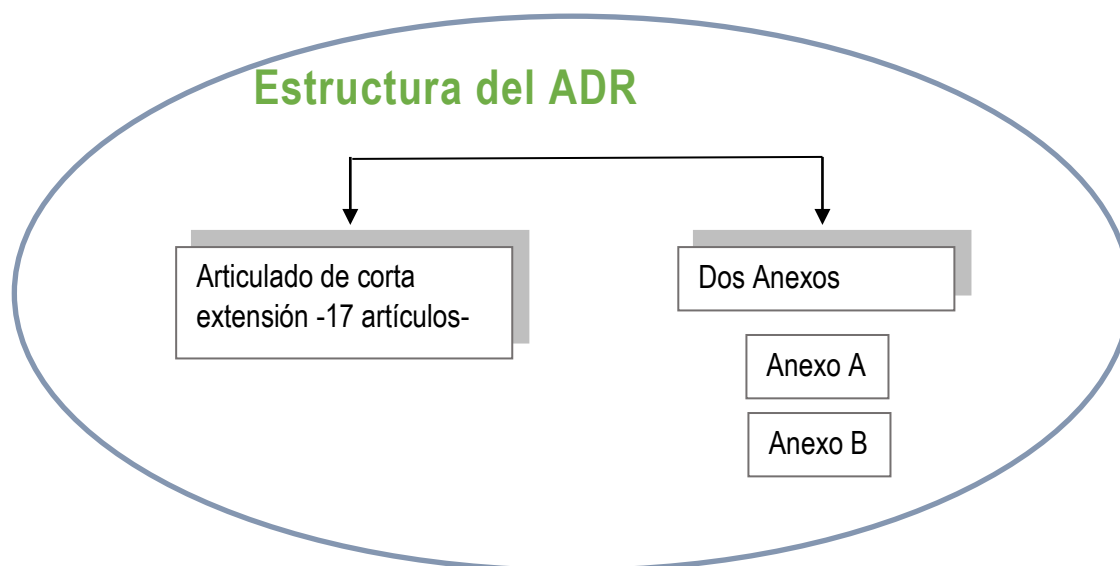 Estructura del ADR
Articulado de corta
extensión -17 artículos-
Dos Anexos
Anexo A
Anexo B